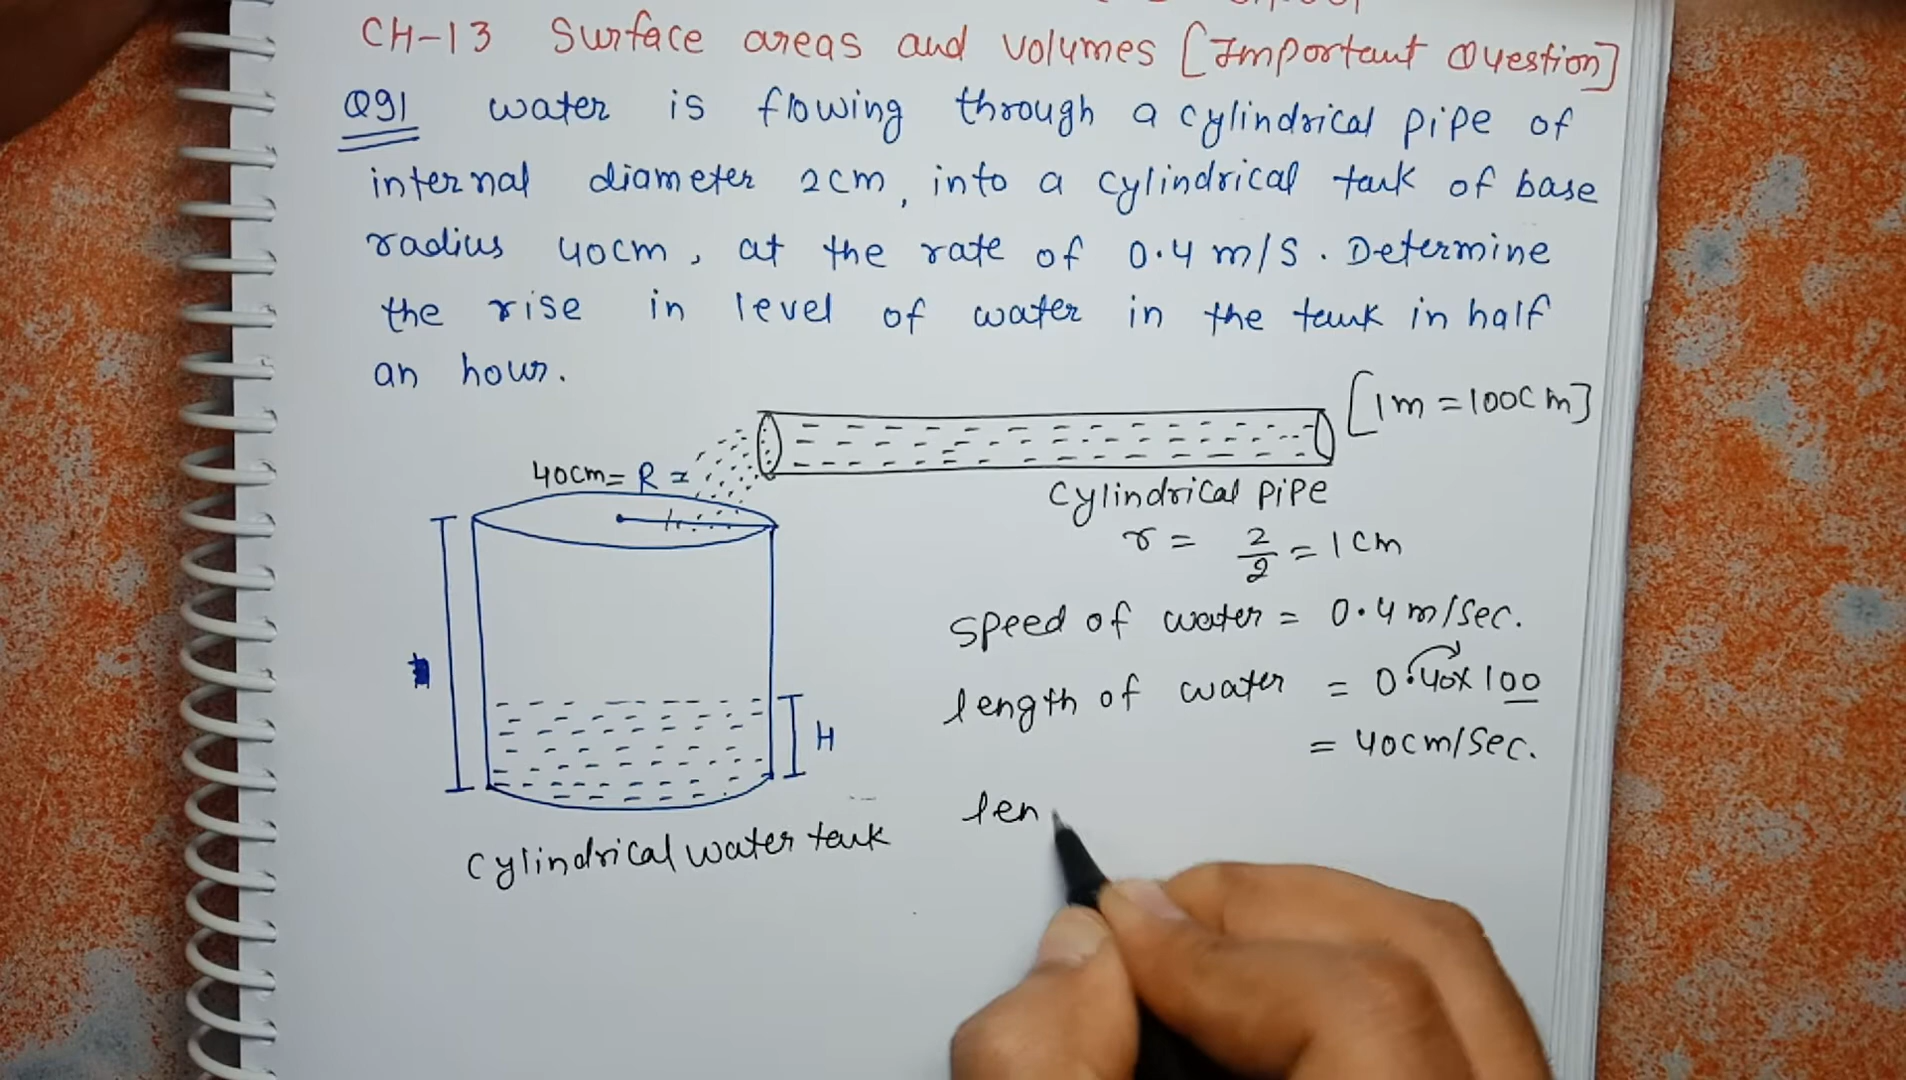 CH-13 Surface areas and volumes [Important Question]
Q91 water is flowing through a cylindrical pipe of
internal diameter 2cm, into a cylindrical tank of base
radius 40cm, at the rate of 0.4 m/s. Determine
the rise in level of water in the tank in half
an hour.
[1m = 100cm]
40cm = R =
cylindrical pipe
r = 2/2 = 1cm
speed of water = 0.4 m/sec.
length of water = 0.40 x 100
= 40cm/sec.
H
len
cylindrical water tank